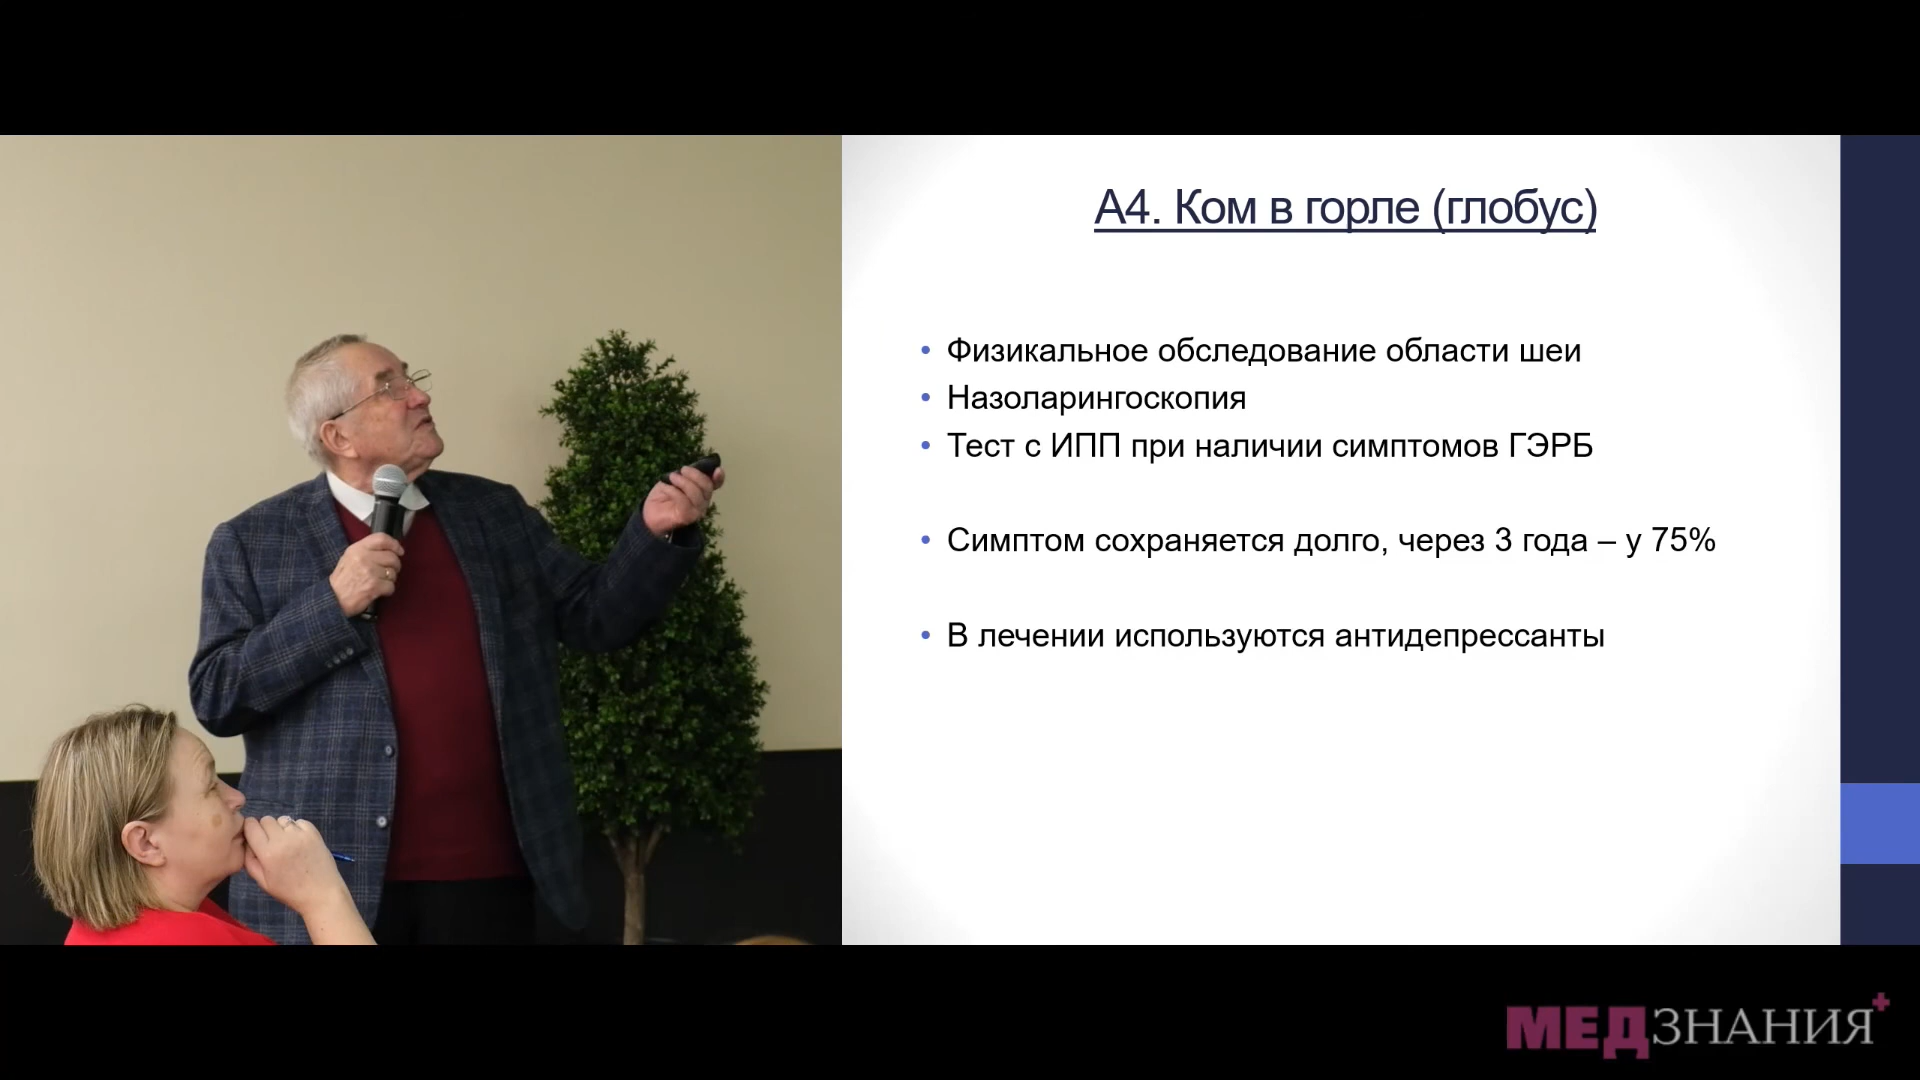 А4. Ком в горле (глобус)
• Физикальное обследование области шеи
• Назоларингоскопия
• Тест с ИПП при наличии симптомов ГЭРБ
• Симптом сохраняется долго, через 3 года – у 75%
• В лечении используются антидепрессанты
МЕДЗНАНИЯ+